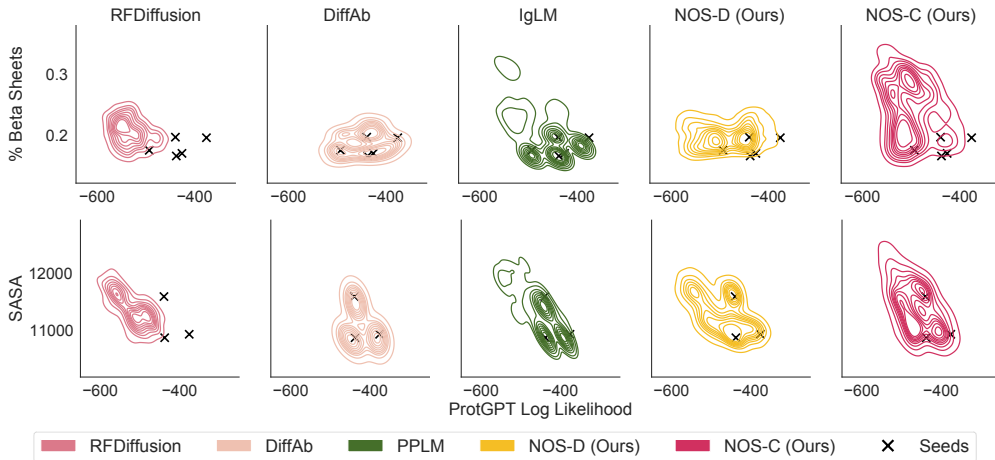 RFDiffusion DiffAb IgLM NOS-D (Ours) NOS-C (Ours)
% Beta Sheets
0.3
0.2
−600 −400 −600 −400 −600 −400 −600 −400 −600 −400
SASA
12000
11000
−600 −400 −600 −400 −600 −400 −600 −400 −600 −400
ProtGPT Log Likelihood
RFDiffusion DiffAb PPLM NOS-D (Ours) NOS-C (Ours) Seeds